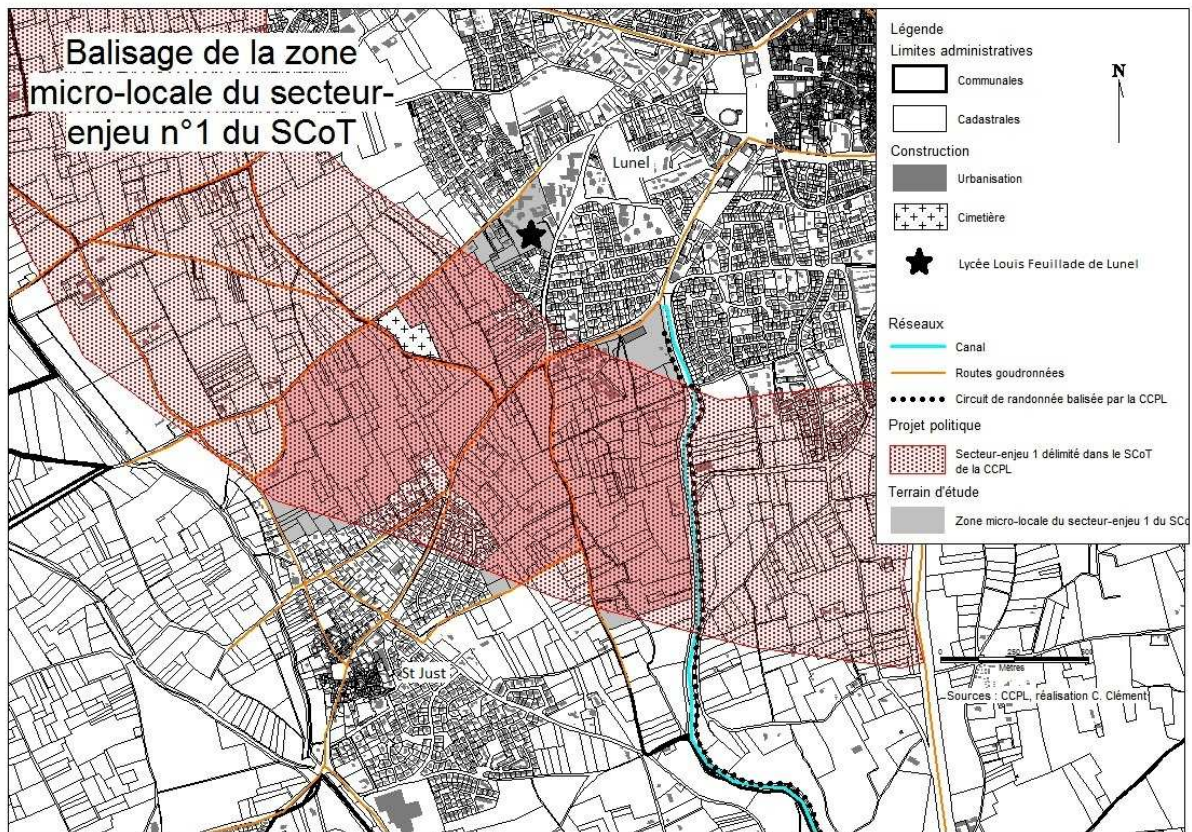 Balisage de la zone
micro-locale du secteur-
enjeu n°1 du SCoT
Lunel
St Just
Légende
Limites administratives
Communales
Cadastrales
N
Construction
Urbanisation
Cimetière
Lycée Louis Feuillade de Lunel
Réseaux
Canal
Routes goudronnées
Circuit de randonnée balisée par la CCPL
Projet politique
Secteur-enjeu 1 délimité dans le SCoT
de la CCPL
Terrain d'étude
Zone micro-locale du secteur-enjeu 1 du SCo
0 250 500
Mètres
Sources : CCPL, réalisation C. Clément